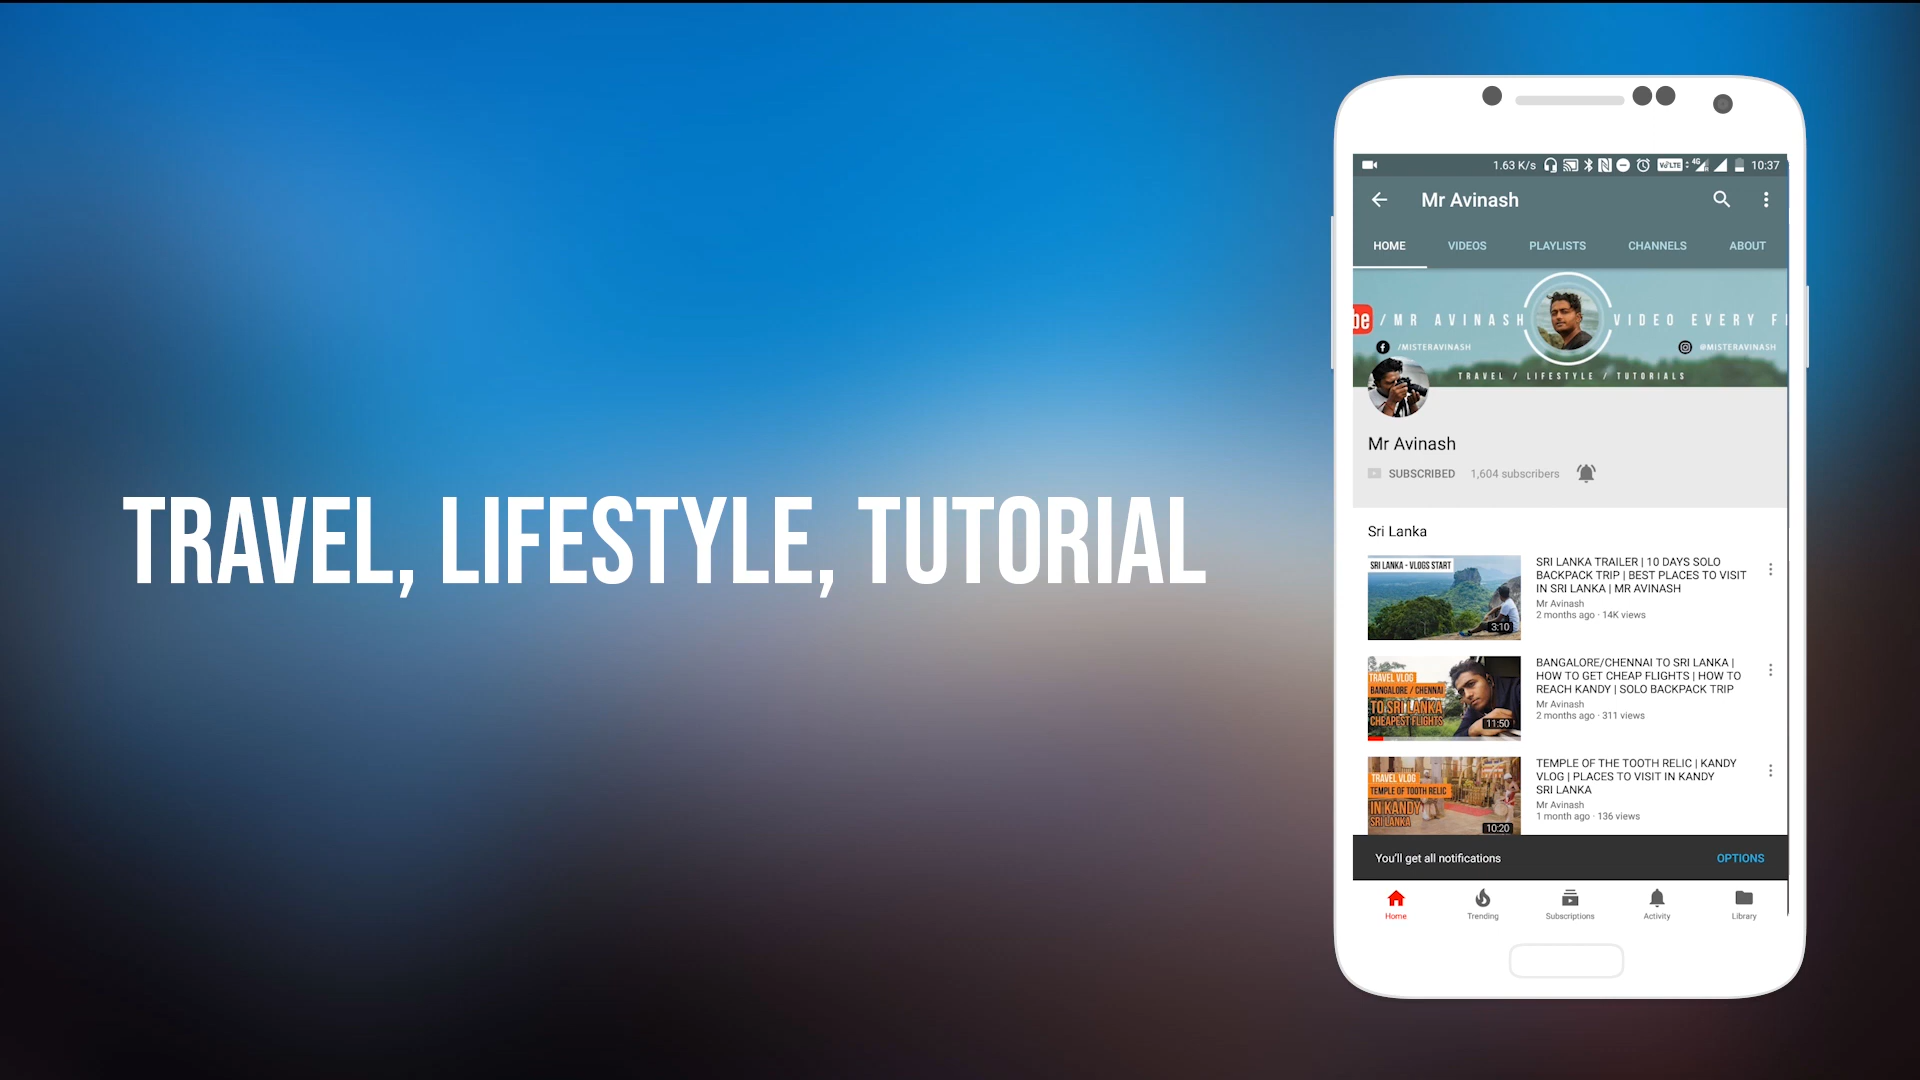 TRAVEL, LIFESTYLE, TUTORIAL
1.63 K/s
VoLTE
4G
10:37
Mr Avinash
HOME VIDEOS PLAYLISTS CHANNELS ABOUT
be /MR AVINASH VIDEO EVERY F
/MISTERAVINASH @MISTERAVINASH
TRAVEL / LIFESTYLE / TUTORIALS
Mr Avinash
SUBSCRIBED 1,604 subscribers
Sri Lanka
SRI LANKA - VLOGS START
3:10
SRI LANKA TRAILER | 10 DAYS SOLO
BACKPACK TRIP | BEST PLACES TO VISIT
IN SRI LANKA | MR AVINASH
Mr Avinash
2 months ago · 14K views
TRAVEL VLOG
BANGALORE / CHENNAI
TO SRI LANKA
CHEAPEST FLIGHTS
11:50
BANGALORE/CHENNAI TO SRI LANKA |
HOW TO GET CHEAP FLIGHTS | HOW TO
REACH KANDY | SOLO BACKPACK TRIP
Mr Avinash
2 months ago · 311 views
TRAVEL VLOG
TEMPLE OF TOOTH RELIC
IN KANDY
SRI LANKA
10:20
TEMPLE OF THE TOOTH RELIC | KANDY
VLOG | PLACES TO VISIT IN KANDY
SRI LANKA
Mr Avinash
1 month ago · 136 views
You'll get all notifications OPTIONS
Home Trending Subscriptions Activity Library